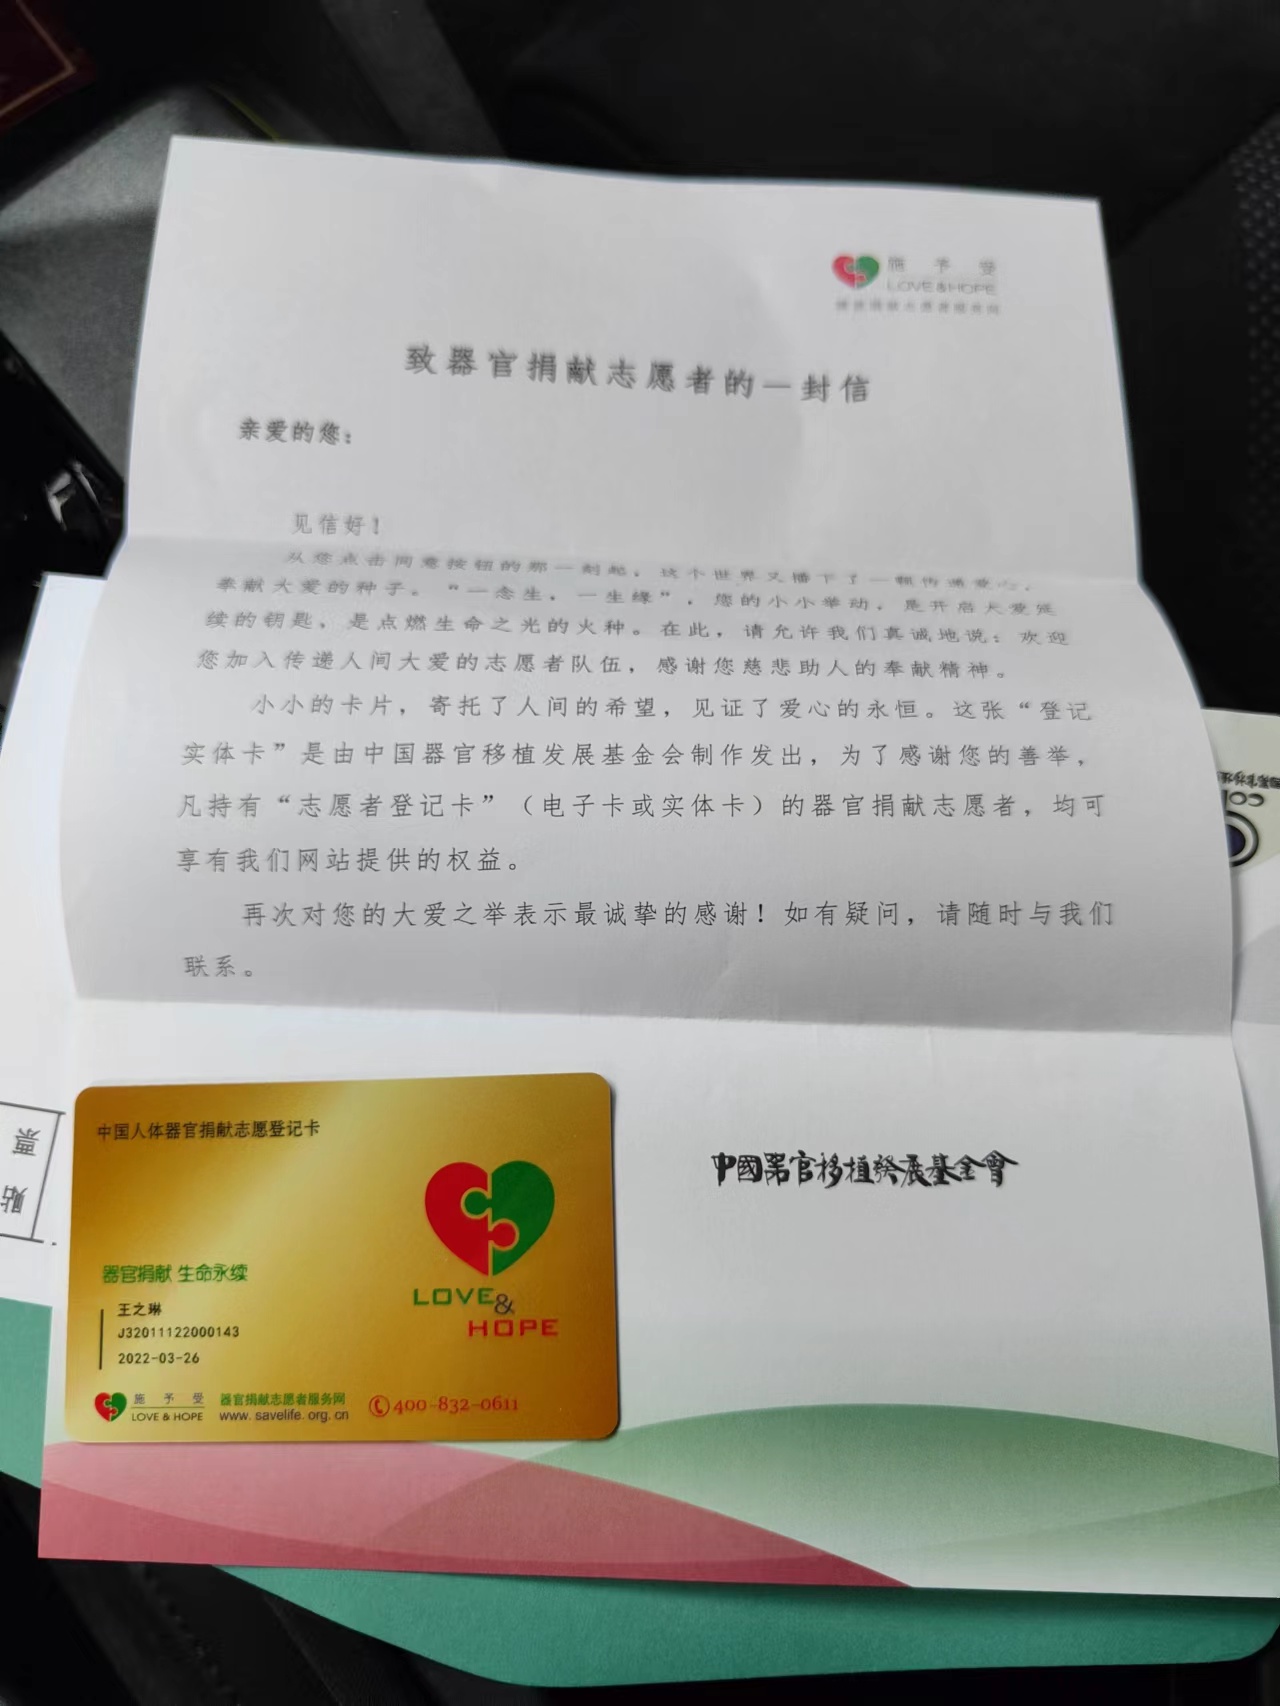 施予受
LOVE&HOPE
器官捐献志愿者服务网
致器官捐献志愿者的一封信
亲爱的您：
见信好！
从您点击同意按钮的那一刻起，这个世界又播下了一颗传递爱心、
奉献大爱的种子。“一念生，一生缘”，您的小小举动，是开启大爱延
续的钥匙，是点燃生命之光的火种。在此，请允许我们真诚地说：欢迎
您加入传递人间大爱的志愿者队伍，感谢您慈悲助人的奉献精神。
小小的卡片，寄托了人间的希望，见证了爱心的永恒。这张“登记
实体卡”是由中国器官移植发展基金会制作发出，为了感谢您的善举，
凡持有“志愿者登记卡”（电子卡或实体卡）的器官捐献志愿者，均可
享有我们网站提供的权益。
再次对您的大爱之举表示最诚挚的感谢！如有疑问，请随时与我们
联系。
中國器官移植發展基金會
中国人体器官捐献志愿登记卡
LOVE
&
HOPE
器官捐献 生命永续
王之琳
J32011122000143
2022-03-26
施予受
LOVE & HOPE
器官捐献志愿者服务网
www.savelife.org.cn
400-832-0611
贴票